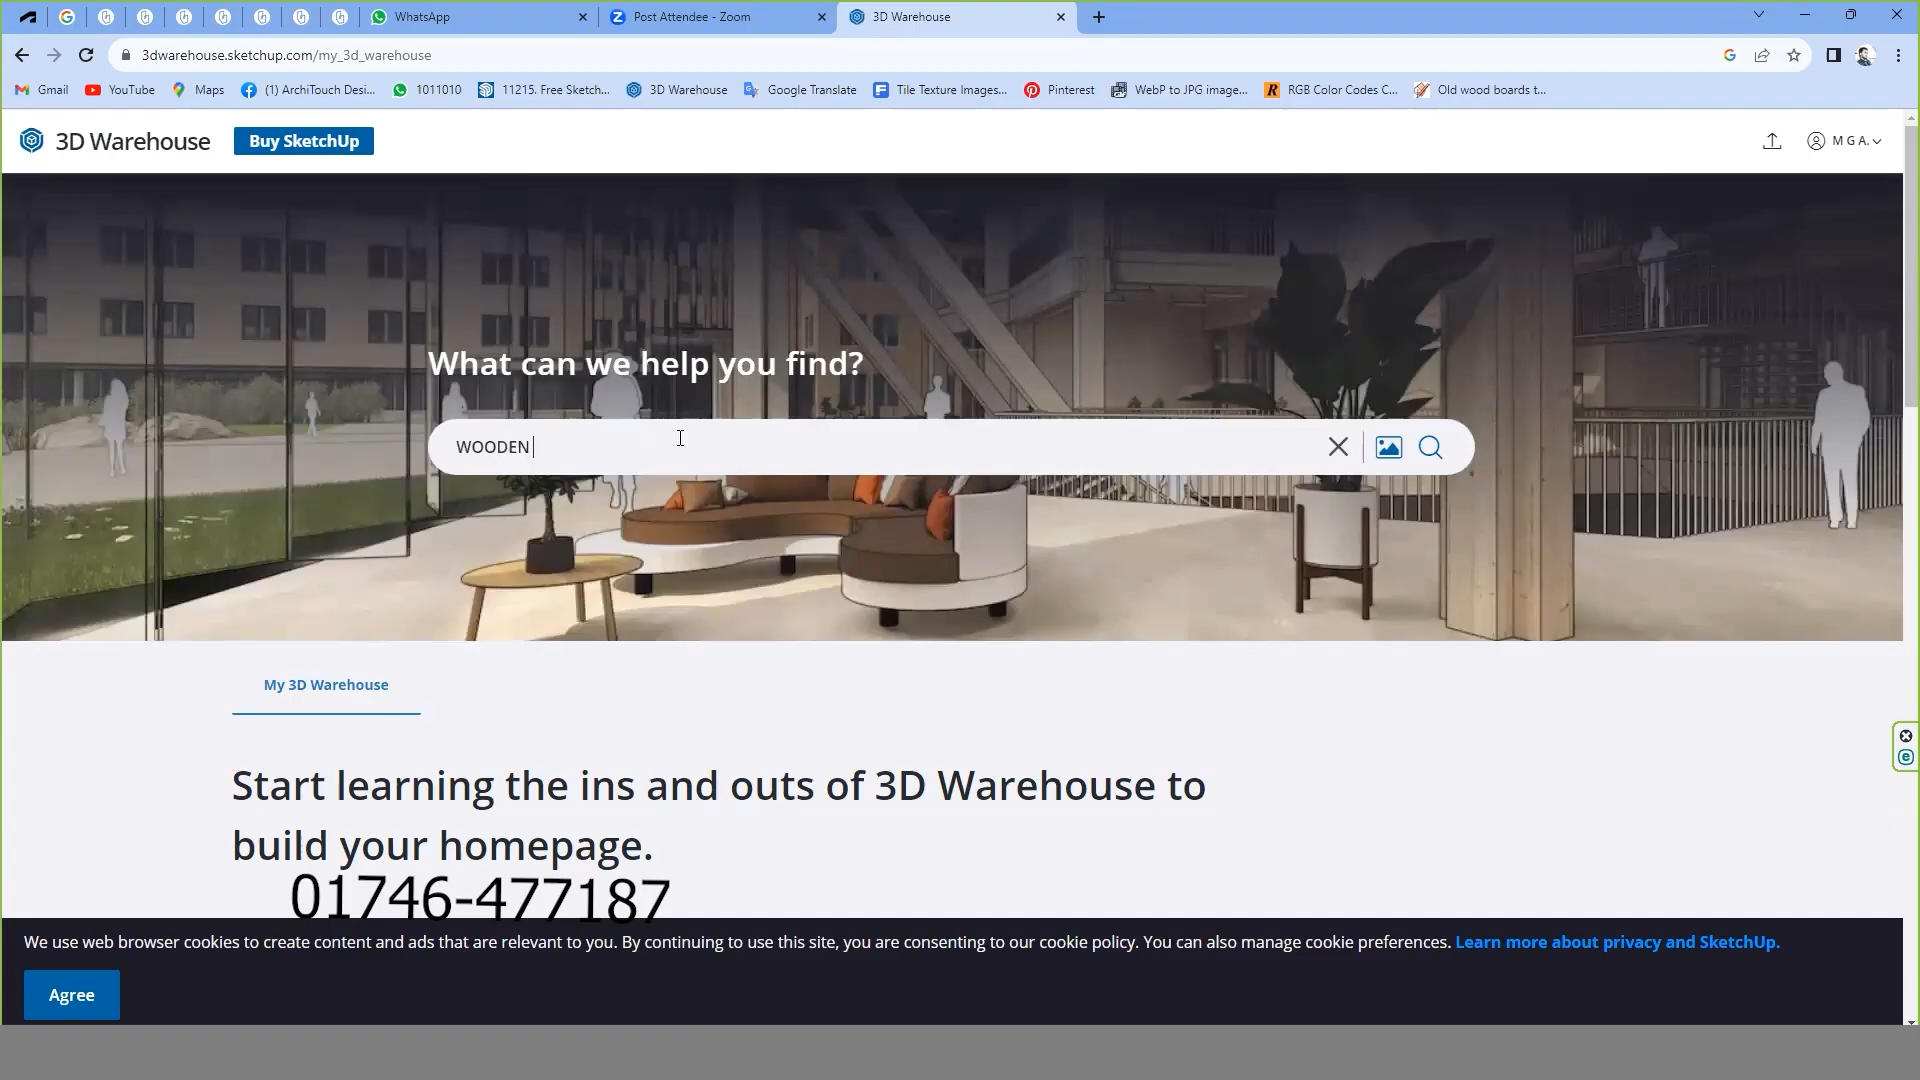 WhatsApp
Post Attendee - Zoom
3D Warehouse
3dwarehouse.sketchup.com/my_3d_warehouse
Gmail
YouTube
Maps
(1) ArchiTouch Desi...
1011010
11215. Free Sketch...
3D Warehouse
Google Translate
Tile Texture Images...
Pinterest
WebP to JPG image...
RGB Color Codes C...
Old wood boards t...
3D Warehouse
Buy SketchUp
M G A.
What can we help you find?
WOODEN
My 3D Warehouse
Start learning the ins and outs of 3D Warehouse to
build your homepage.
01746-477187
We use web browser cookies to create content and ads that are relevant to you. By continuing to use this site, you are consenting to our cookie policy. You can also manage cookie preferences. Learn more about privacy and SketchUp.
Agree